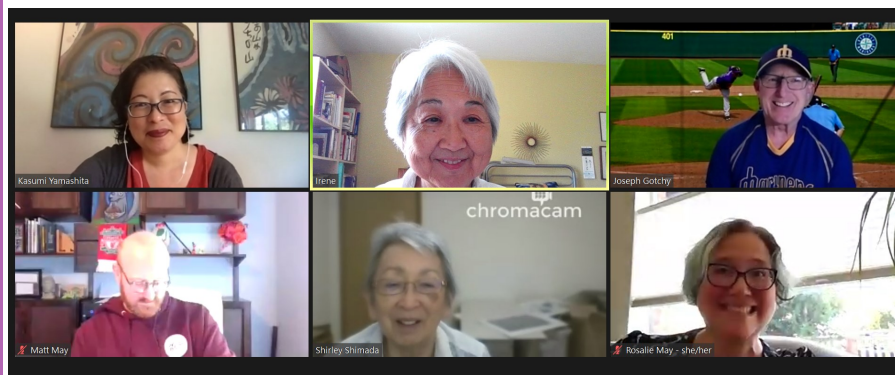 401
Kasumi Yamashita
Irene
Joseph Gotchy
chromacam
Matt May
Shirley Shimada
Rosalie May - she/her